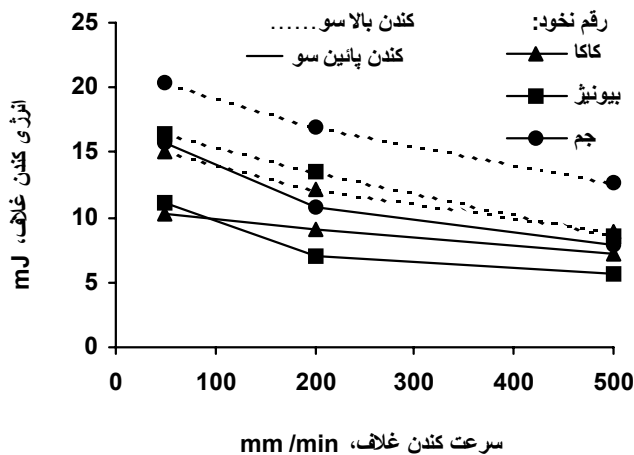 رقم نخود:
کاکا
بیونیژ
جم
کندن بالا سو ......
کندن پائین سو —
انرژی کندن غلاف، mJ
25
20
15
10
5
0
0 100 200 300 400 500
سرعت کندن غلاف، mm /min